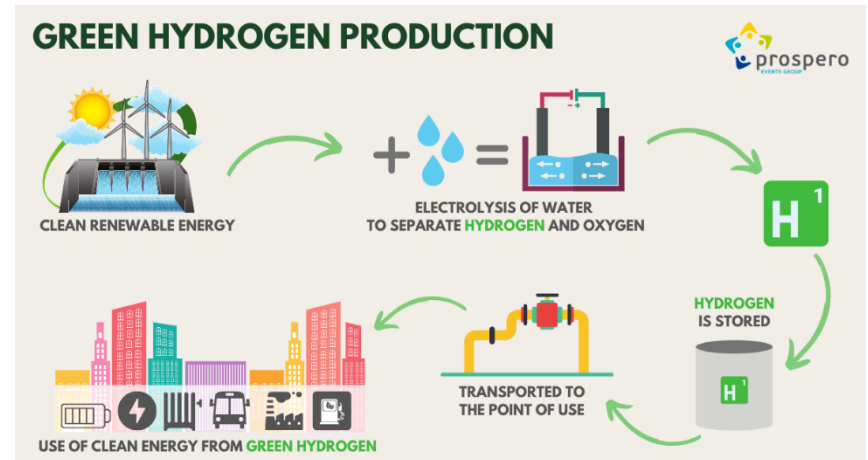 GREEN HYDROGEN PRODUCTION
prospero
EVENTS GROUP
CLEAN RENEWABLE ENERGY
+
=
- +
ELECTROLYSIS OF WATER
TO SEPARATE HYDROGEN AND OXYGEN
H 1
HYDROGEN
IS STORED
H
TRANSPORTED TO
THE POINT OF USE
USE OF CLEAN ENERGY FROM GREEN HYDROGEN